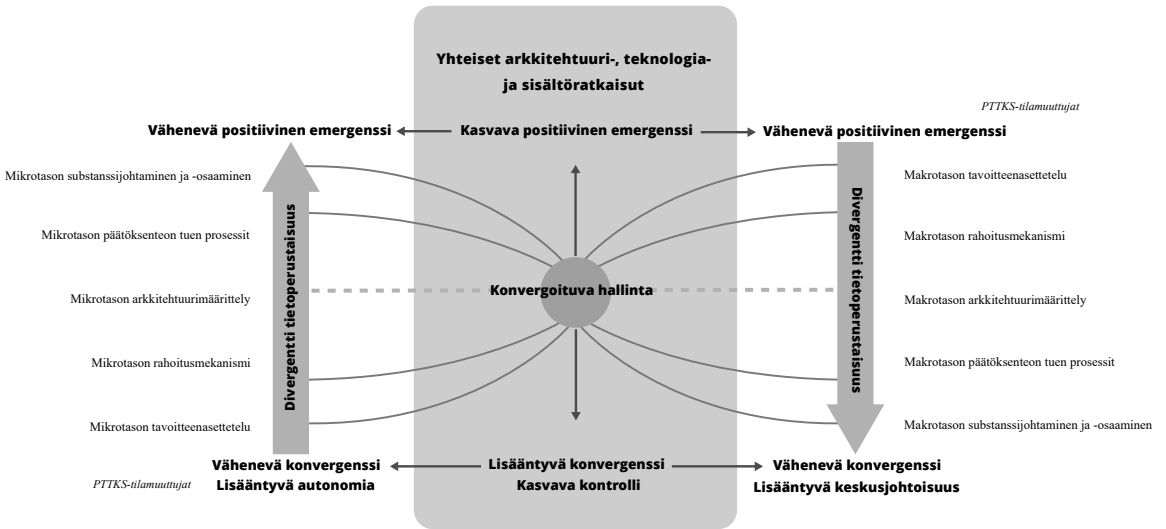 Yhteiset arkkitehtuuri-, teknologia-
ja sisältöratkaisut
PTTKS-tilamuuttujat
Vähenevä positiivinen emergenssi
Kasvava positiivinen emergenssi
Vähenevä positiivinen emergenssi
Mikrotason substanssijohtaminen ja -osaaminen
Mikrotason päätöksenteon tuen prosessit
Mikrotason arkkitehtuurimäärittely
Mikrotason rahoitusmekanismi
Mikrotason tavoitteenasettetelu
Divergentti tietoperustaisuus
Konvergoituva hallinta
Divergentti tietoperustaisuus
Makrotason tavoitteenasettetelu
Makrotason rahoitusmekanismi
Makrotason arkkitehtuurimäärittely
Makrotason päätöksenteon tuen prosessit
Makrotason substanssijohtaminen ja -osaaminen
Vähenevä konvergenssi
Lisääntyvä autonomia
Lisääntyvä konvergenssi
Kasvava kontrolli
Vähenevä konvergenssi
Lisääntyvä keskusjohtoisuus
PTTKS-tilamuuttujat